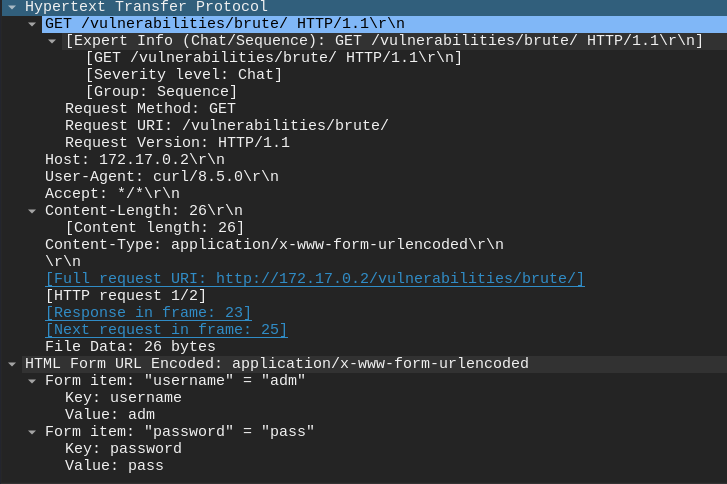 Hypertext Transfer Protocol
GET /vulnerabilities/brute/ HTTP/1.1\r\n
[Expert Info (Chat/Sequence): GET /vulnerabilities/brute/ HTTP/1.1\r\n]
[GET /vulnerabilities/brute/ HTTP/1.1\r\n]
[Severity level: Chat]
[Group: Sequence]
Request Method: GET
Request URI: /vulnerabilities/brute/
Request Version: HTTP/1.1
Host: 172.17.0.2\r\n
User-Agent: curl/8.5.0\r\n
Accept: */*\r\n
Content-Length: 26\r\n
[Content length: 26]
Content-Type: application/x-www-form-urlencoded\r\n
\r\n
[Full request URI: http://172.17.0.2/vulnerabilities/brute/]
[HTTP request 1/2]
[Response in frame: 23]
[Next request in frame: 25]
File Data: 26 bytes
HTML Form URL Encoded: application/x-www-form-urlencoded
Form item: "username" = "adm"
Key: username
Value: adm
Form item: "password" = "pass"
Key: password
Value: pass